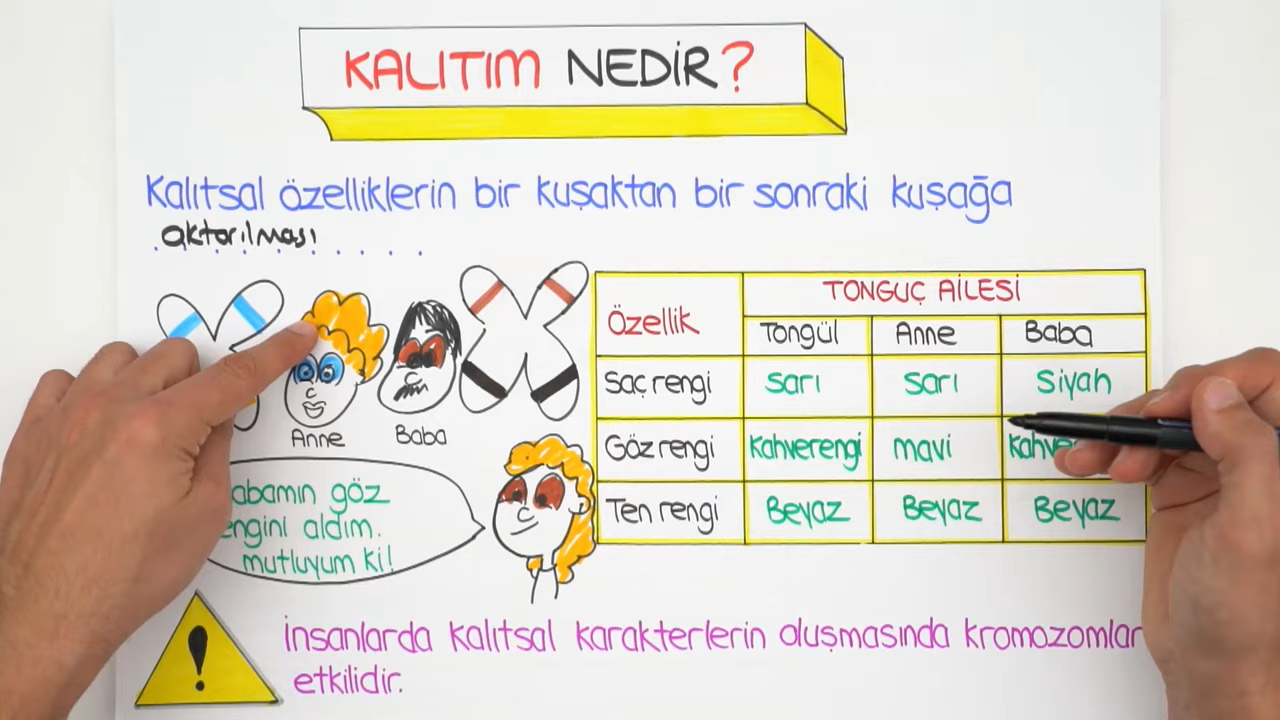 KALITIM NEDİR?
Kalıtsal özelliklerin bir kuşaktan bir sonraki kuşağa
aktarılması
Anne
Baba
göz
aldım.
mutluyum ki!
Özellik
TONGUÇ AİLESİ
Tongül Anne Baba
Saç rengi sarı sarı siyah
Göz rengi kahverengi mavi
Ten rengi Beyaz Beyaz Beyaz
İnsanlarda kalıtsal karakterlerin oluşmasında kromozomlar
etkilidir.